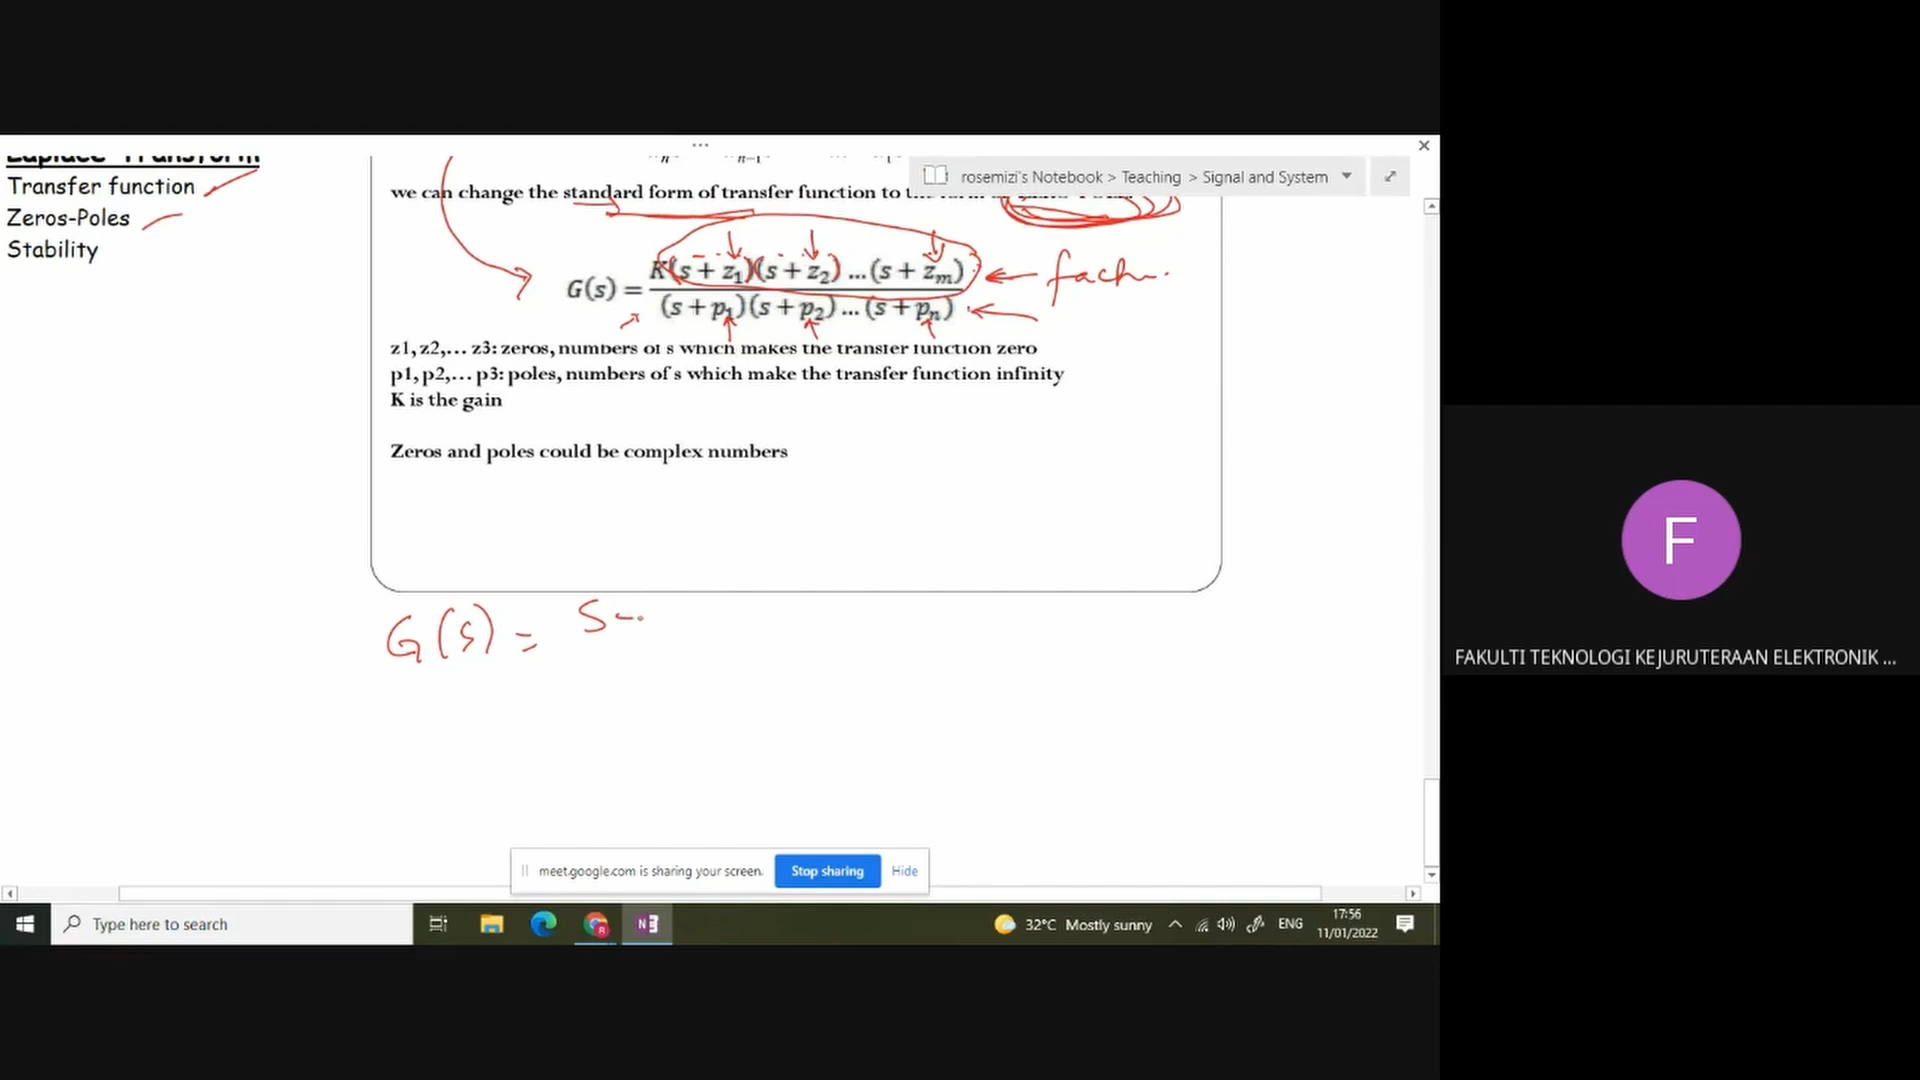 Laplace Transform
Transfer function
Zeros-Poles
Stability
rosemizi's Notebook > Teaching > Signal and System
we can change the standard form of transfer function to
G(s) = K(s + z₁)(s + z₂) ...(s + zₘ) / (s + p₁)(s + p₂) ...(s + pₙ)
z1, z2,... z3: zeros, numbers of s which makes the transfer function zero
p1, p2,... p3: poles, numbers of s which make the transfer function infinity
K is the gain
Zeros and poles could be complex numbers
G(s) = S
F
FAKULTI TEKNOLOGI KEJURUTERAAN ELEKTRONIK ...
meet.google.com is sharing your screen.
Stop sharing
Hide
Type here to search
32°C Mostly sunny
ENG
17:56
11/01/2022